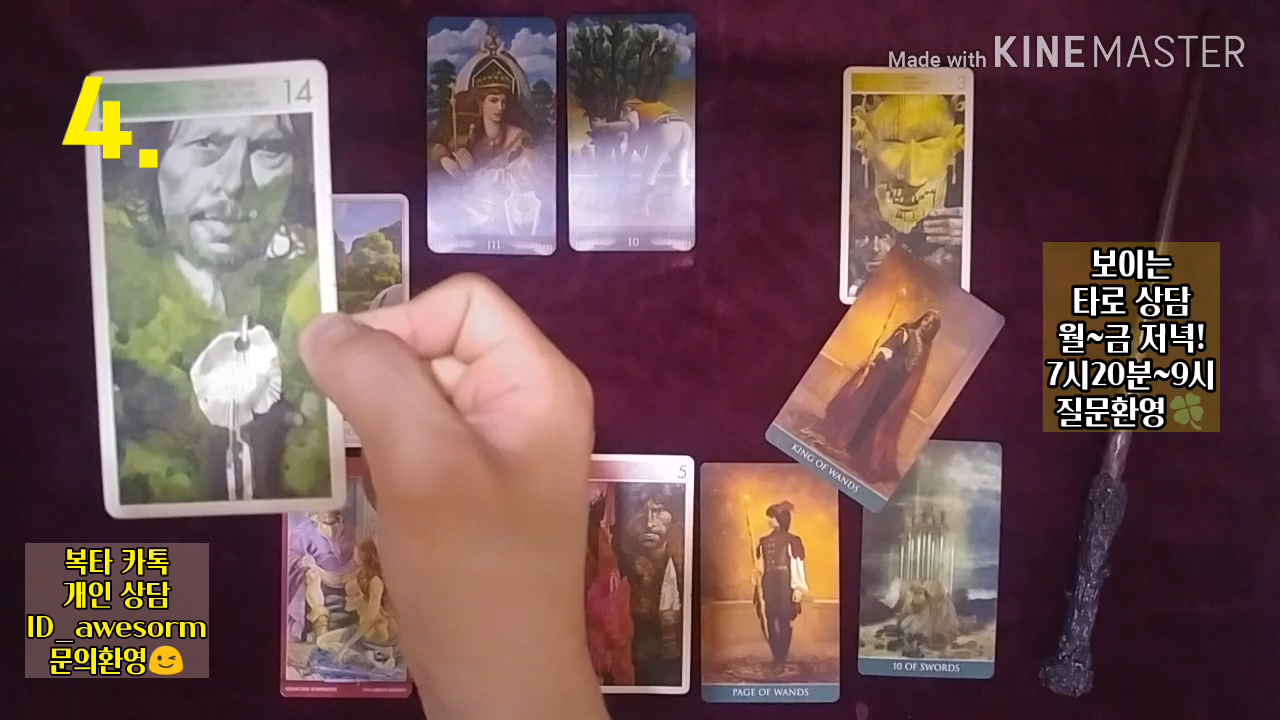 Made with KINEMASTER
4.
14
3
III
10
보이는
타로 상담
월~금 저녁!
7시20분~9시
질문환영🍀
KING OF WANDS
5
PAGE OF WANDS
10 OF SWORDS
복타 카톡
개인 상담
ID_awesorm
문의환영😉